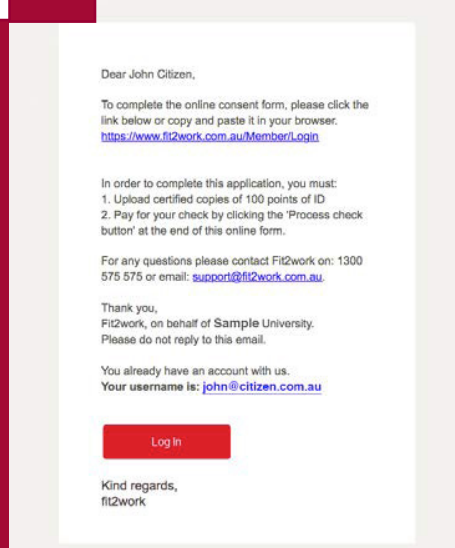 Dear John Citizen,
To complete the online consent form, please click the
link below or copy and paste it in your browser.
https://www.fit2work.com.au/Member/Login
In order to complete this application, you must:
1. Upload certified copies of 100 points of ID
2. Pay for your check by clicking the 'Process check
button' at the end of this online form.
For any questions please contact Fit2work on: 1300
575 575 or email: support@fit2work.com.au.
Thank you,
Fit2work, on behalf of Sample University.
Please do not reply to this email.
You already have an account with us.
Your username is: john@citizen.com.au
Log In
Kind regards,
fit2work